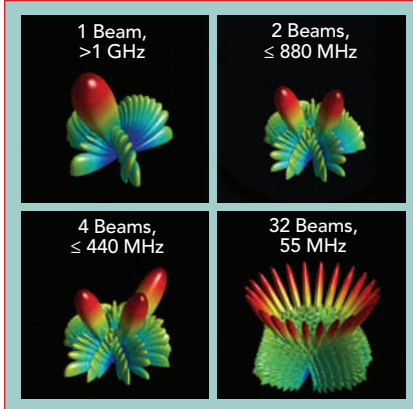 1 Beam,
>1 GHz
2 Beams,
≤ 880 MHz
4 Beams,
≤ 440 MHz
32 Beams,
55 MHz